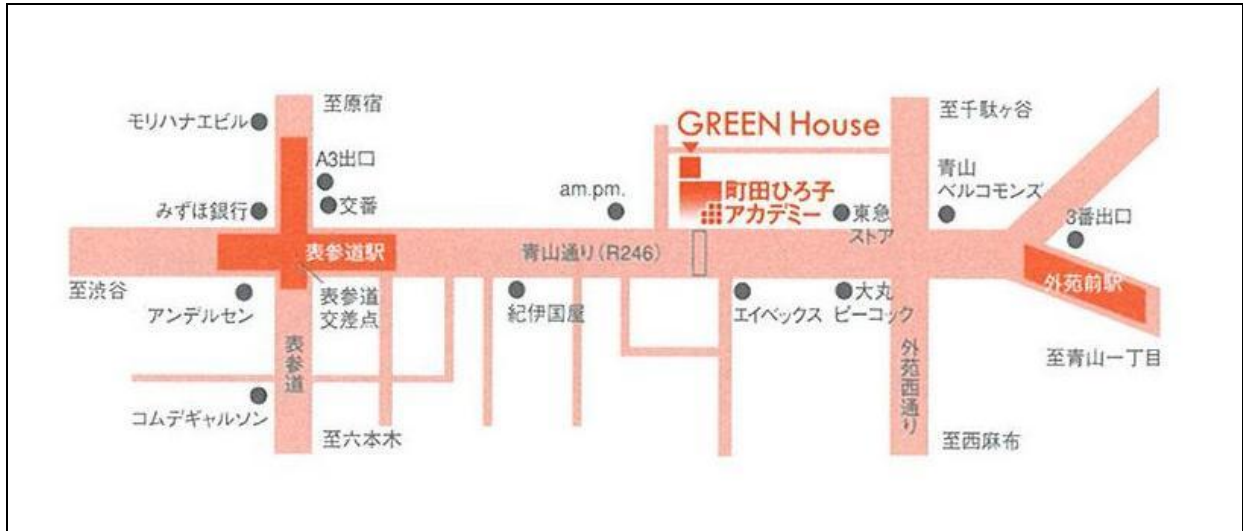 至原宿
モリハナエビル
A3出口
みずほ銀行
交番
表参道駅
至渋谷
アンデルセン
表参道
交差点
表参道
コムデギャルソン
至六本木
am.pm.
青山通り(R246)
紀伊国屋
GREEN House
町田ひろ子
アカデミー
東急
ストア
エイベックス
大丸
ピーコック
至千駄ヶ谷
青山
ベルコモンズ
3番出口
外苑前駅
至青山一丁目
外苑西通り
至西麻布